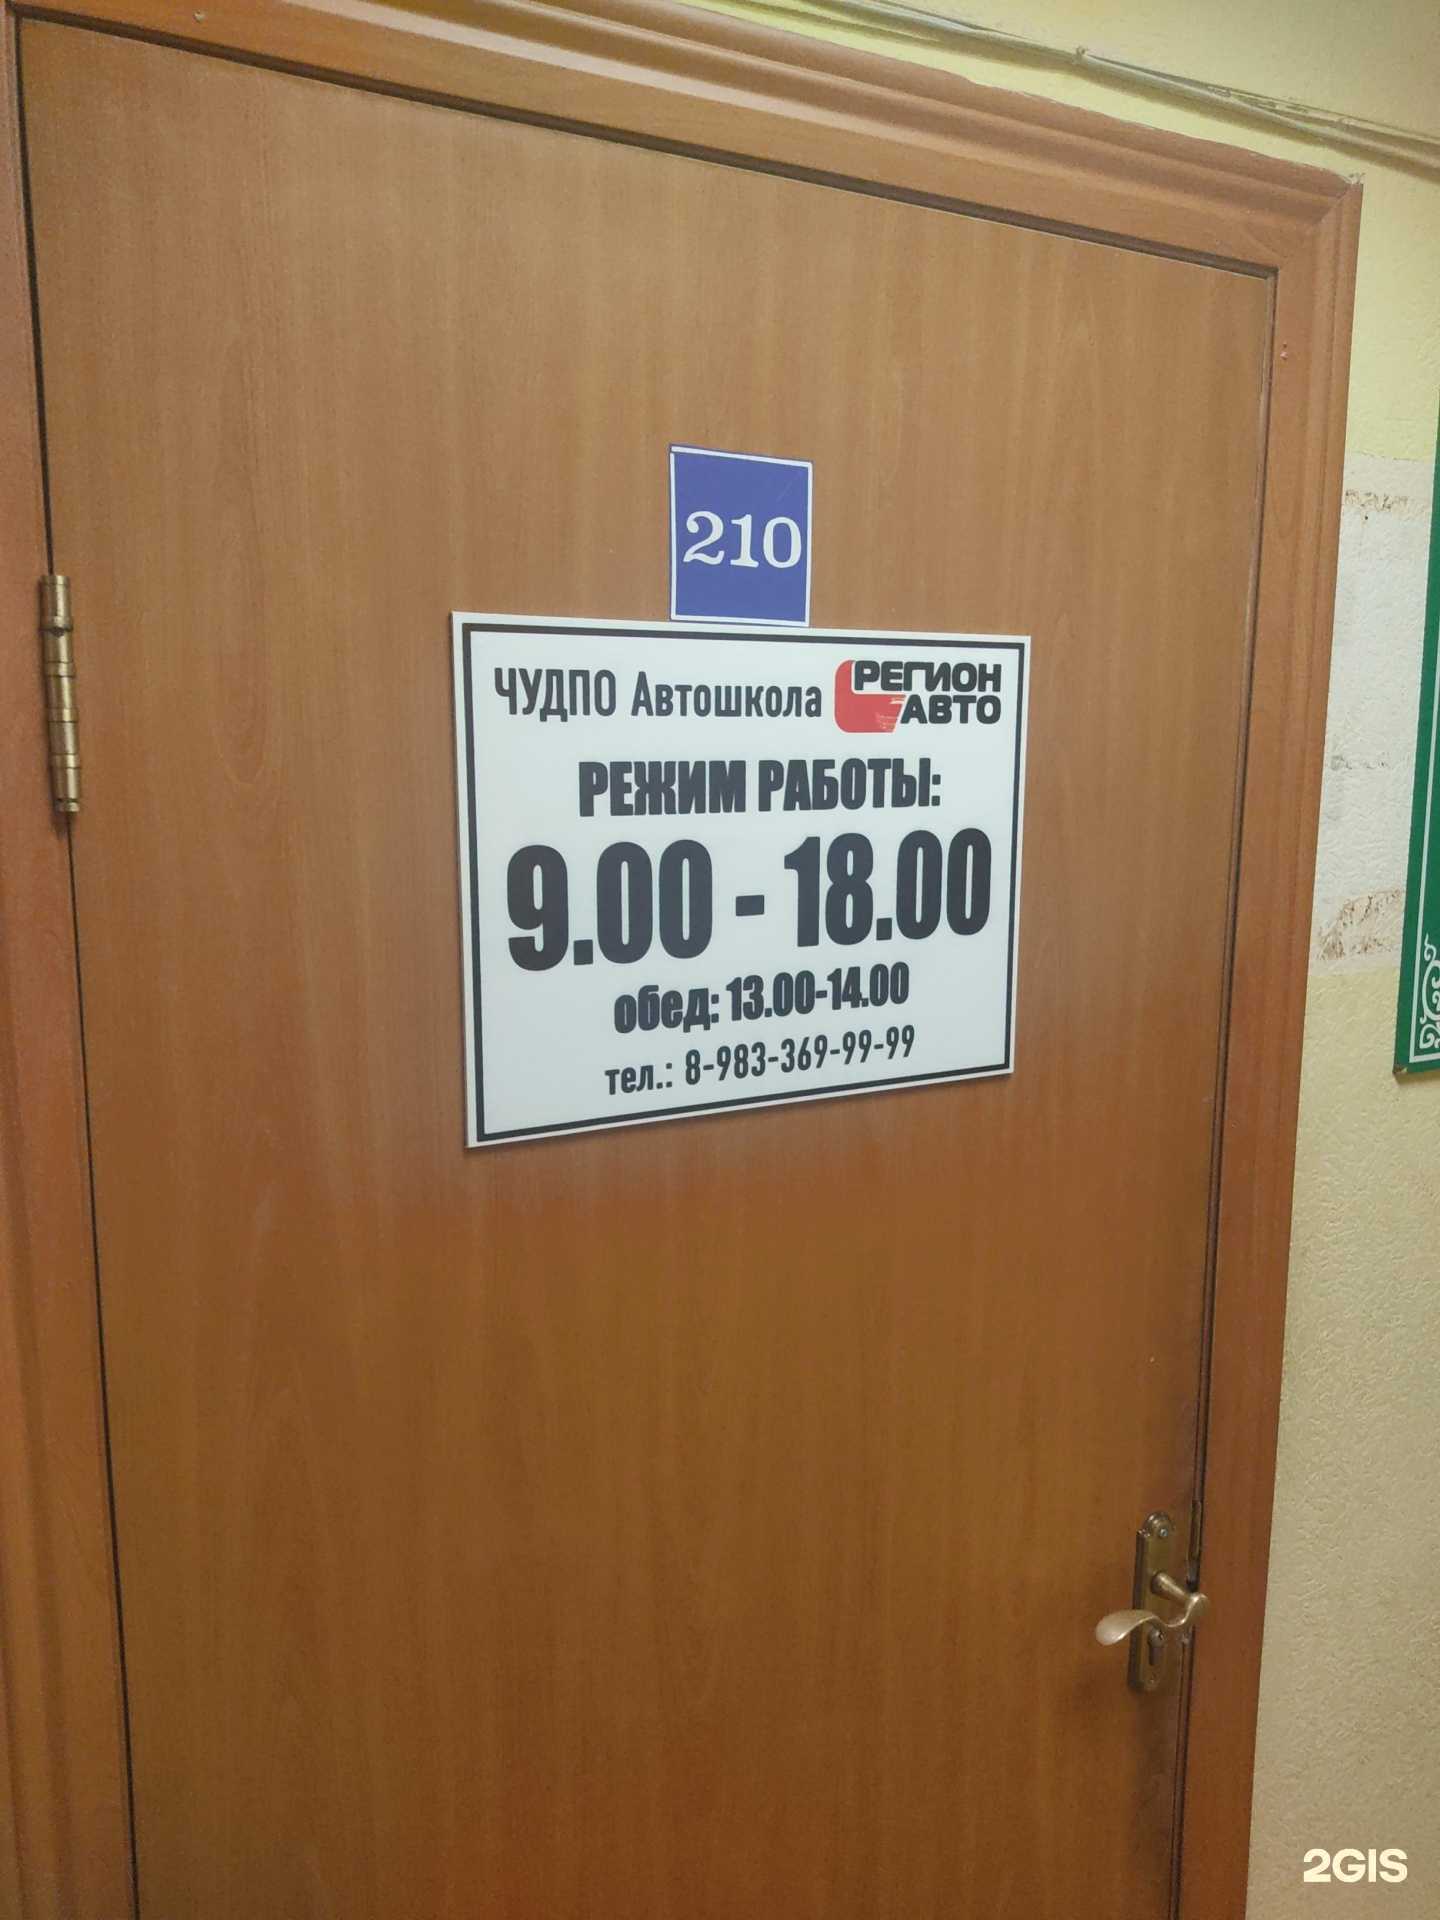 210
ЧУДПО Автошкола РЕГИОН АВТО
РЕЖИМ РАБОТЫ:
9.00 - 18.00
обед: 13.00-14.00
тел.: 8-983-369-99-99
2GIS